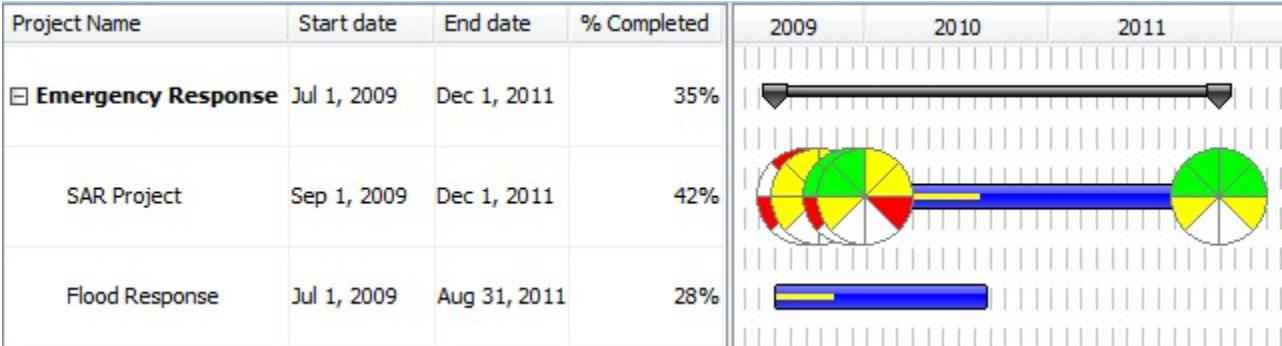 Project Name Start date End date % Completed 2009 2010 2011
Emergency Response Jul 1, 2009 Dec 1, 2011 35%
SAR Project Sep 1, 2009 Dec 1, 2011 42%
Flood Response Jul 1, 2009 Aug 31, 2011 28%